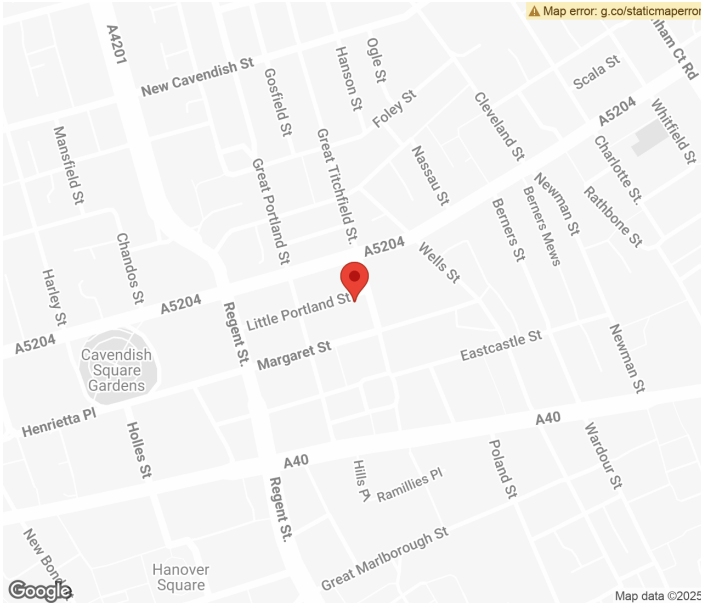 Map error: g.co/staticmaperror
A4201
Ogle St
Hanson St
nham Ct Rd
New Cavendish St
Gosfield St
Scala St
Foley St
Cleveland St
A5204
Whitfield St
Mansfield St
Great Titchfield St.
Nassau St
Charlotte St.
Great Portland St
Newman St
Berners Mews
Rathbone St
Berners St
Chandos St
A5204
Wells St
Harley St
A5204
Little Portland St
Regent St.
A5204
Cavendish
Square
Gardens
Margaret St
Eastcastle St
Newman St
Henrietta Pl
A40
Holles St
Wardour St
A40
Poland St
Hills Pl
Ramillies Pl
Regent St.
Great Marlborough St
New Bond St
Hanover
Square
Google
Map data ©2025